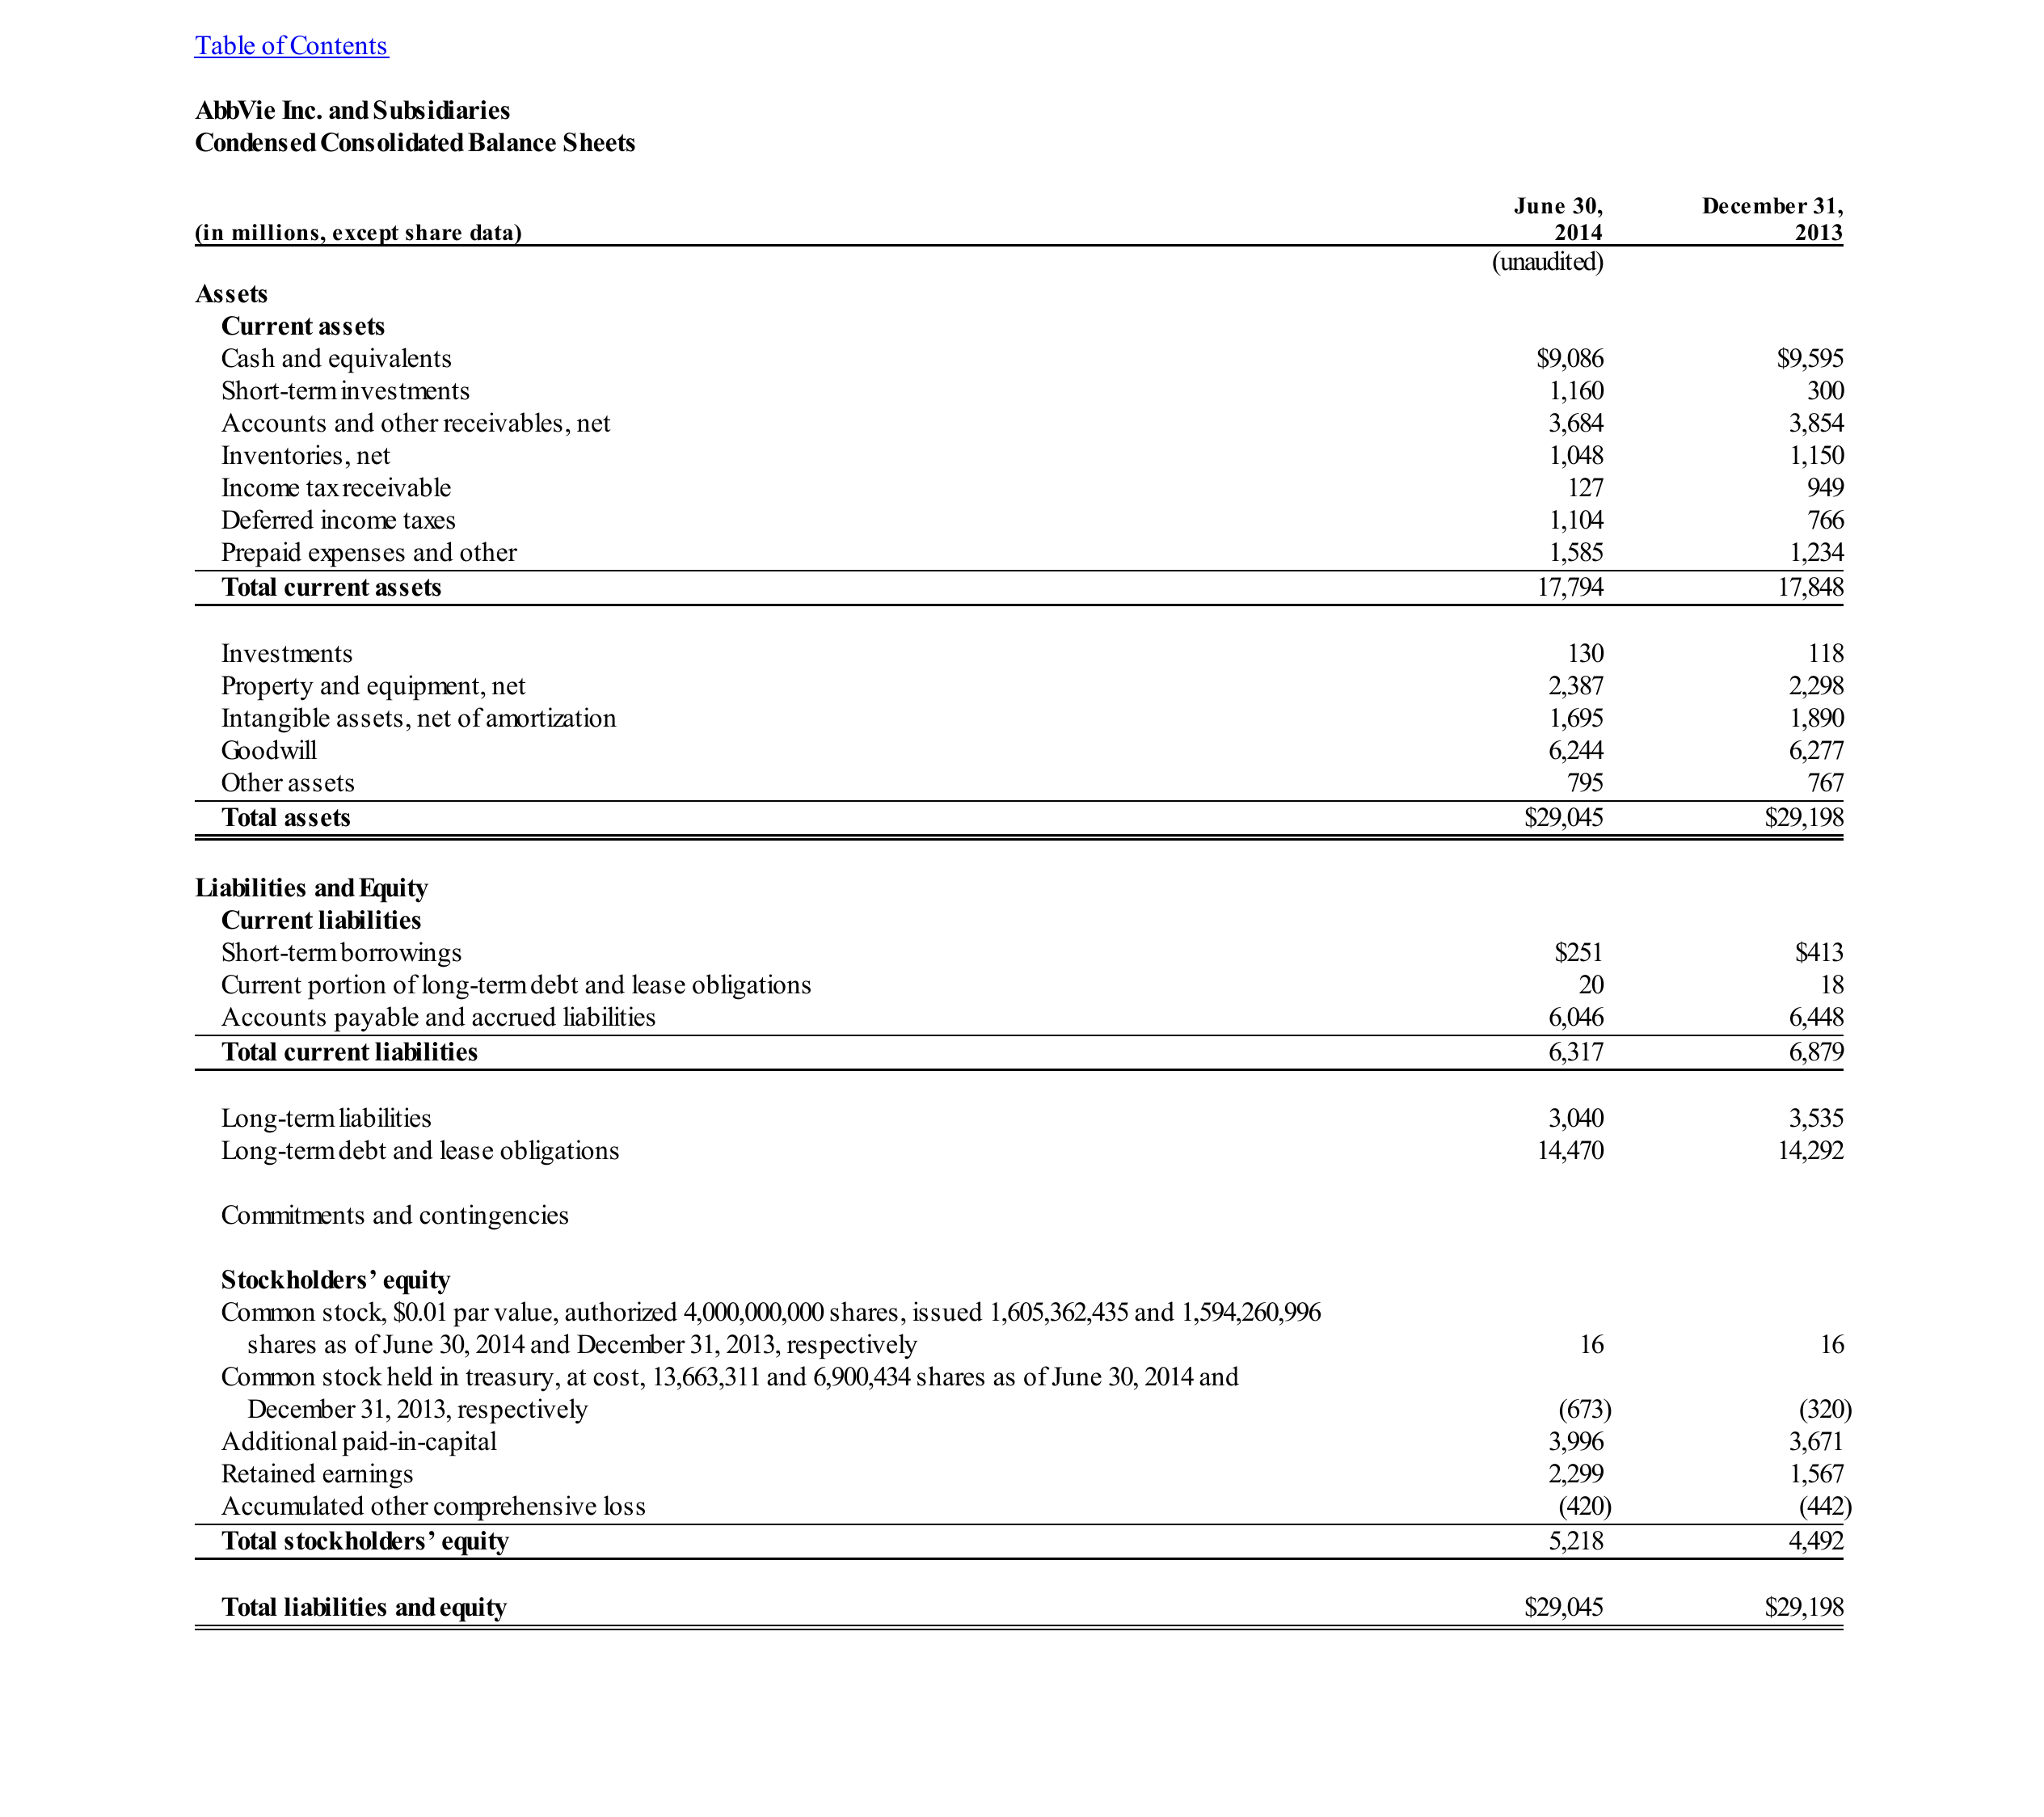 Table of Contents
AbbVie Inc. and Subsidiaries
Condensed Consolidated Balance Sheets
June 30, December 31,
(in millions, except share data) 2014 2013
(unaudited)
Assets
Current assets
Cash and equivalents $9,086 $9,595
Short-term investments 1,160 300
Accounts and other receivables, net 3,684 3,854
Inventories, net 1,048 1,150
Income tax receivable 127 949
Deferred income taxes 1,104 766
Prepaid expenses and other 1,585 1,234
Total current assets 17,794 17,848
Investments 130 118
Property and equipment, net 2,387 2,298
Intangible assets, net of amortization 1,695 1,890
Goodwill 6,244 6,277
Other assets 795 767
Total assets $29,045 $29,198
Liabilities and Equity
Current liabilities
Short-term borrowings $251 $413
Current portion of long-term debt and lease obligations 20 18
Accounts payable and accrued liabilities 6,046 6,448
Total current liabilities 6,317 6,879
Long-term liabilities 3,040 3,535
Long-term debt and lease obligations 14,470 14,292
Commitments and contingencies
Stockholders’ equity
Common stock, $0.01 par value, authorized 4,000,000,000 shares, issued 1,605,362,435 and 1,594,260,996
shares as of June 30, 2014 and December 31, 2013, respectively 16 16
Common stock held in treasury, at cost, 13,663,311 and 6,900,434 shares as of June 30, 2014 and
December 31, 2013, respectively (673) (320)
Additional paid-in-capital 3,996 3,671
Retained earnings 2,299 1,567
Accumulated other comprehensive loss (420) (442)
Total stockholders’ equity 5,218 4,492
Total liabilities and equity $29,045 $29,198